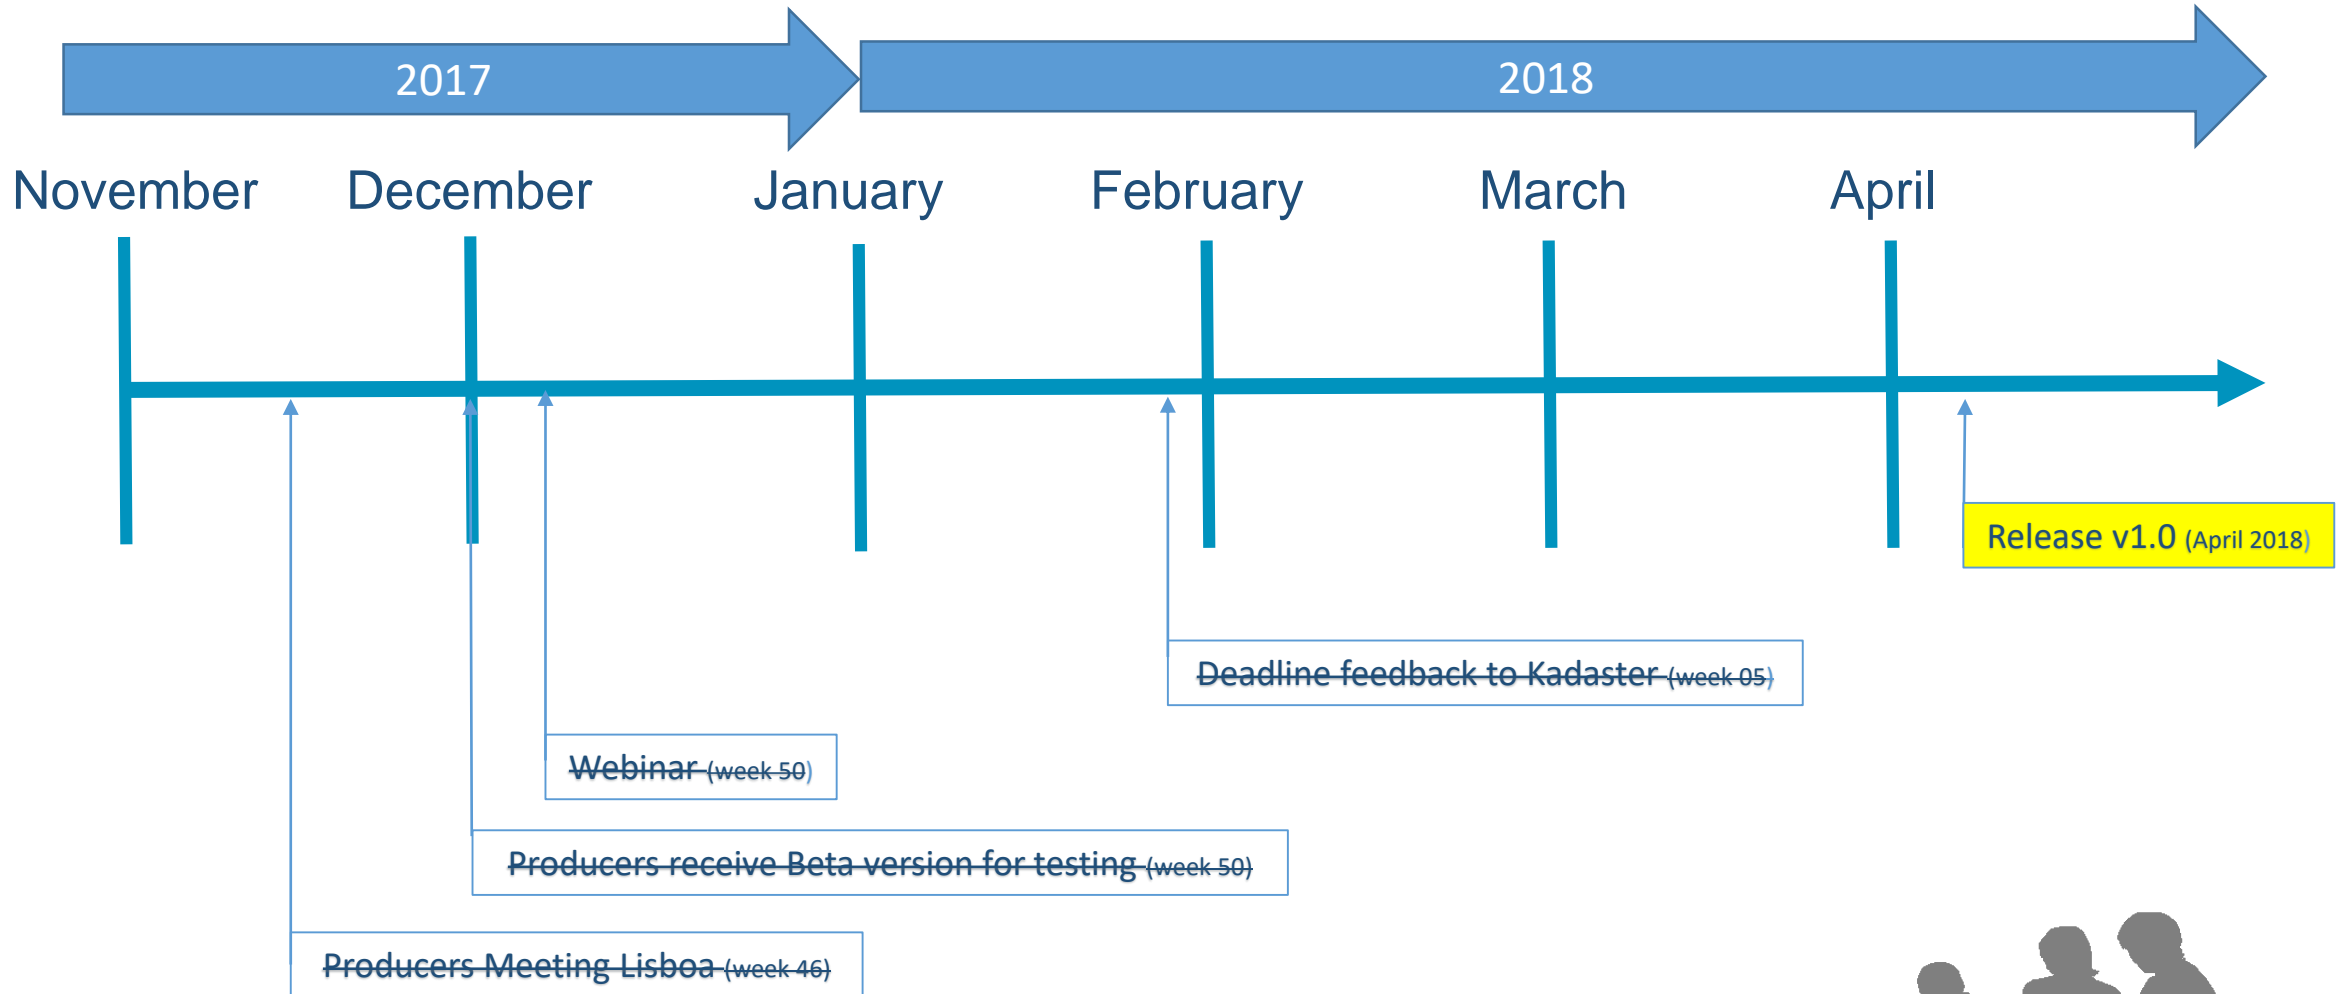 2017
2018
November
December
January
February
March
April
Release v1.0 (April 2018)
Deadline feedback to Kadaster (week 05)
Webinar (week 50)
Producers receive Beta version for testing (week 50)
Producers Meeting Lisboa (week 46)